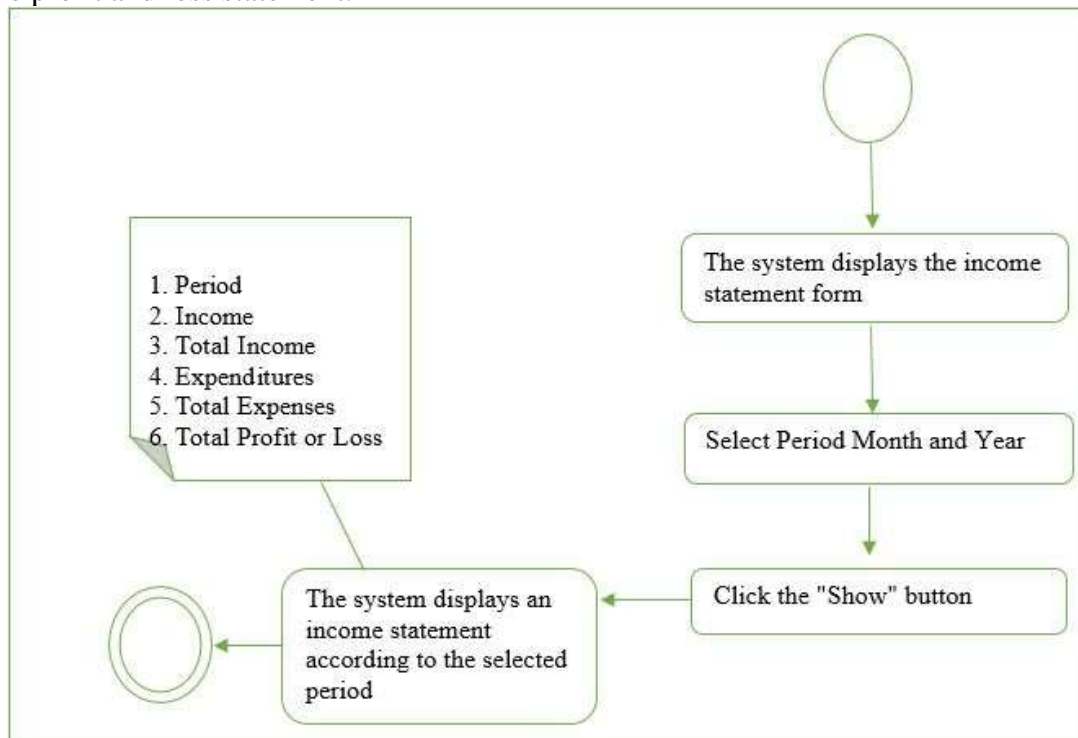 The system displays the income
statement form
Select Period Month and Year
Click the "Show" button
The system displays an
income statement
according to the selected
period
1. Period
2. Income
3. Total Income
4. Expenditures
5. Total Expenses
6. Total Profit or Loss